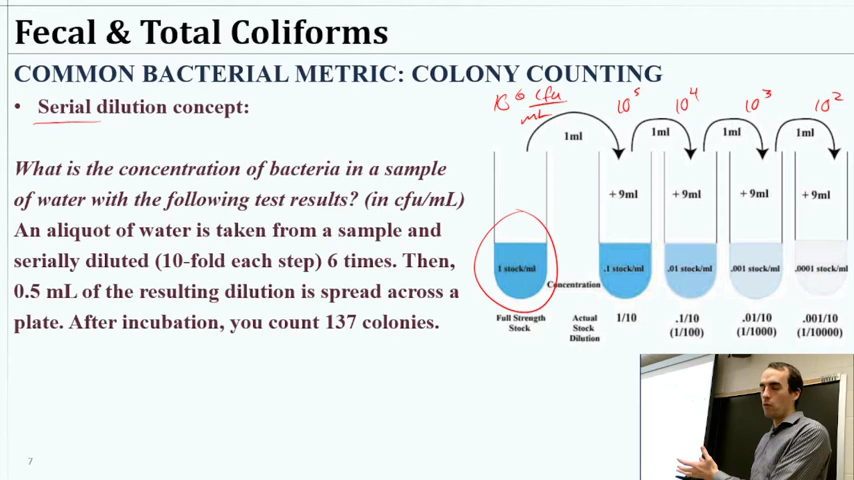 Fecal & Total Coliforms
COMMON BACTERIAL METRIC: COLONY COUNTING
• Serial dilution concept:
What is the concentration of bacteria in a sample
of water with the following test results? (in cfu/mL)
An aliquot of water is taken from a sample and
serially diluted (10-fold each step) 6 times. Then,
0.5 mL of the resulting dilution is spread across a
plate. After incubation, you count 137 colonies.
10⁶ cfu/mL 10⁵ 10⁴ 10³ 10²
1ml 1ml 1ml 1ml
+ 9ml + 9ml + 9ml + 9ml
1 stock/ml .1 stock/ml .01 stock/ml .001 stock/ml .0001 stock/ml
Concentration
Full Strength Stock
Actual Stock Dilution
1/10
.1/10 (1/100)
.01/10 (1/1000)
.001/10 (1/10000)
7